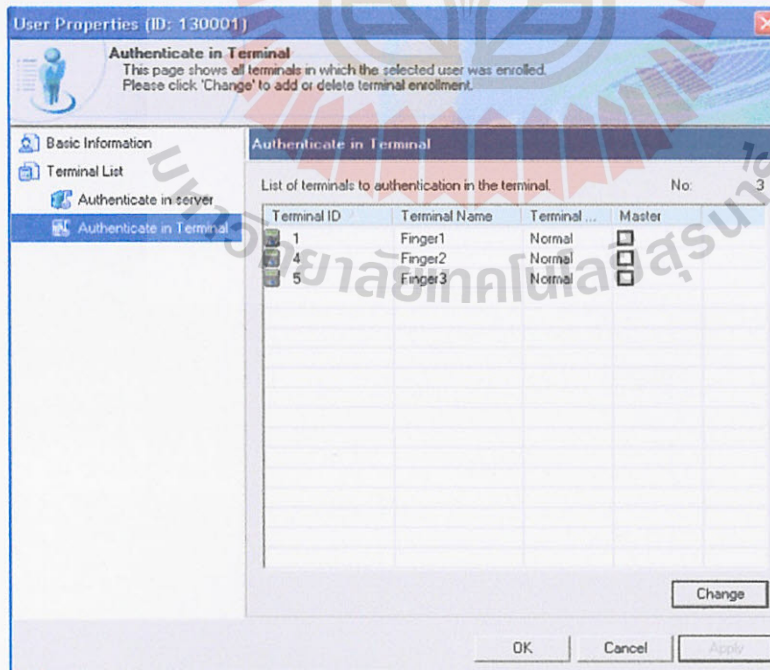 User Properties (ID: 130001)
Authenticate in Terminal
This page shows all terminals in which the selected user was enrolled.
Please click 'Change' to add or delete terminal enrollment.
Basic Information
Terminal List
Authenticate in server
Authenticate in Terminal
Authenticate in Terminal
List of terminals to authentication in the terminal. No: 3
Terminal ID Terminal Name Terminal ... Master
1 Finger1 Normal
4 Finger2 Normal
5 Finger3 Normal
Change
OK Cancel Apply